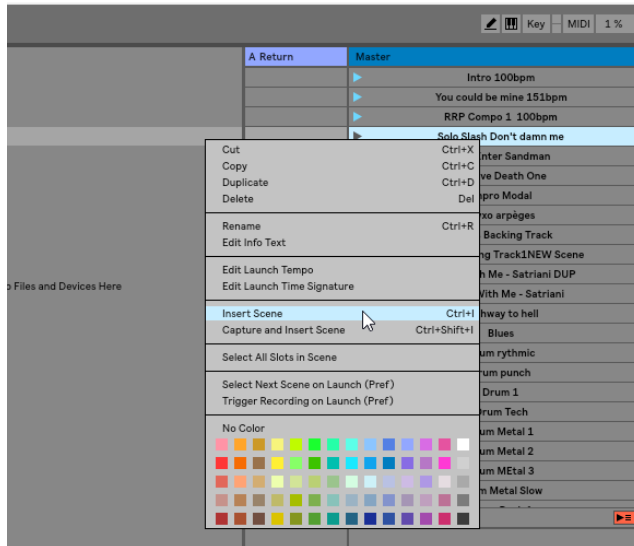 Key MIDI 1 %
A Return Master
Intro 100bpm
You could be mine 151bpm
RRP Compo 1 100bpm
Solo Slash Don't damn me
Cut Ctrl+X
nter Sandman
Copy Ctrl+C
ve Death One
Duplicate Ctrl+D
Delete Del
pro Modal
xo arpèges
Rename Ctrl+R
Backing Track
Edit Info Text
ng Track1NEW Scene
Edit Launch Tempo
h Me - Satriani DUP
Files and Devices Here
Edit Launch Time Signature
With Me - Satriani
Insert Scene Ctrl+I
hway to hell
Capture and Insert Scene Ctrl+Shift+I
Blues
Select All Slots in Scene
um rythmic
um punch
Select Next Scene on Launch (Pref)
Drum 1
Trigger Recording on Launch (Pref)
rum Tech
No Color
um Metal 1
um Metal 2
um MEtal 3
m Metal Slow